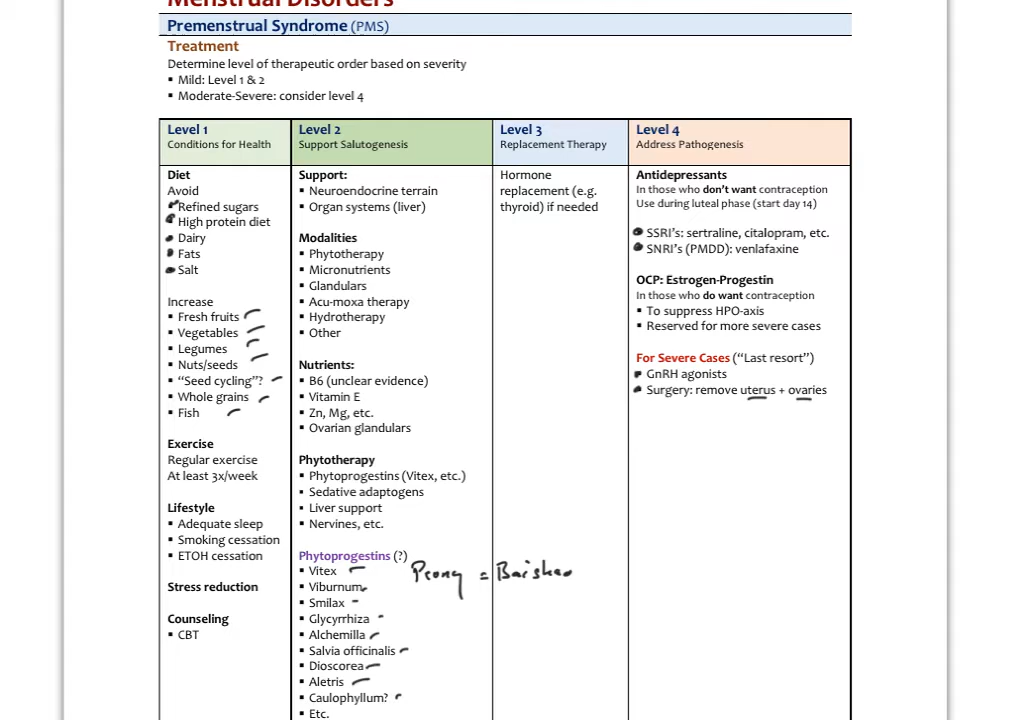 Menstrual Disorders
Premenstrual Syndrome (PMS)
Treatment
Determine level of therapeutic order based on severity
▪ Mild: Level 1 & 2
▪ Moderate-Severe: consider level 4
Level 1
Conditions for Health
Diet
Avoid
▪ Refined sugars
▪ High protein diet
▪ Dairy
▪ Fats
▪ Salt
Increase
▪ Fresh fruits
▪ Vegetables
▪ Legumes
▪ Nuts/seeds
▪ “Seed cycling”?
▪ Whole grains
▪ Fish
Exercise
Regular exercise
At least 3x/week
Lifestyle
▪ Adequate sleep
▪ Smoking cessation
▪ ETOH cessation
Stress reduction
Counseling
▪ CBT
Level 2
Support Salutogenesis
Support:
▪ Neuroendocrine terrain
▪ Organ systems (liver)
Modalities
▪ Phytotherapy
▪ Micronutrients
▪ Glandulars
▪ Acu-moxa therapy
▪ Hydrotherapy
▪ Other
Nutrients:
▪ B6 (unclear evidence)
▪ Vitamin E
▪ Zn, Mg, etc.
▪ Ovarian glandulars
Phytotherapy
▪ Phytoprogestins (Vitex, etc.)
▪ Sedative adaptogens
▪ Liver support
▪ Nervines, etc.
Phytoprogestins (?)
▪ Vitex
▪ Viburnum
▪ Smilax
▪ Glycyrrhiza
▪ Alchemilla
▪ Salvia officinalis
▪ Dioscorea
▪ Aletris
▪ Caulophyllum?
▪ Etc.
Peony = Baishao
Level 3
Replacement Therapy
Hormone
replacement (e.g.
thyroid) if needed
Level 4
Address Pathogenesis
Antidepressants
In those who don’t want contraception
Use during luteal phase (start day 14)
▪ SSRI’s: sertraline, citalopram, etc.
▪ SNRI’s (PMDD): venlafaxine
OCP: Estrogen-Progestin
In those who do want contraception
▪ To suppress HPO-axis
▪ Reserved for more severe cases
For Severe Cases (“Last resort”)
▪ GnRH agonists
▪ Surgery: remove uterus + ovaries